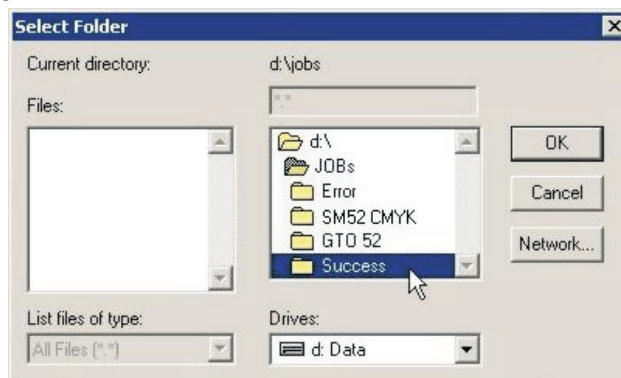 Select Folder
Current directory:
d:\jobs
Files:
*.*
d:\
JOBs
Error
SM52 CMYK
GTO 52
Success
OK
Cancel
Network...
List files of type:
All Files (*.*)
Drives:
d: Data